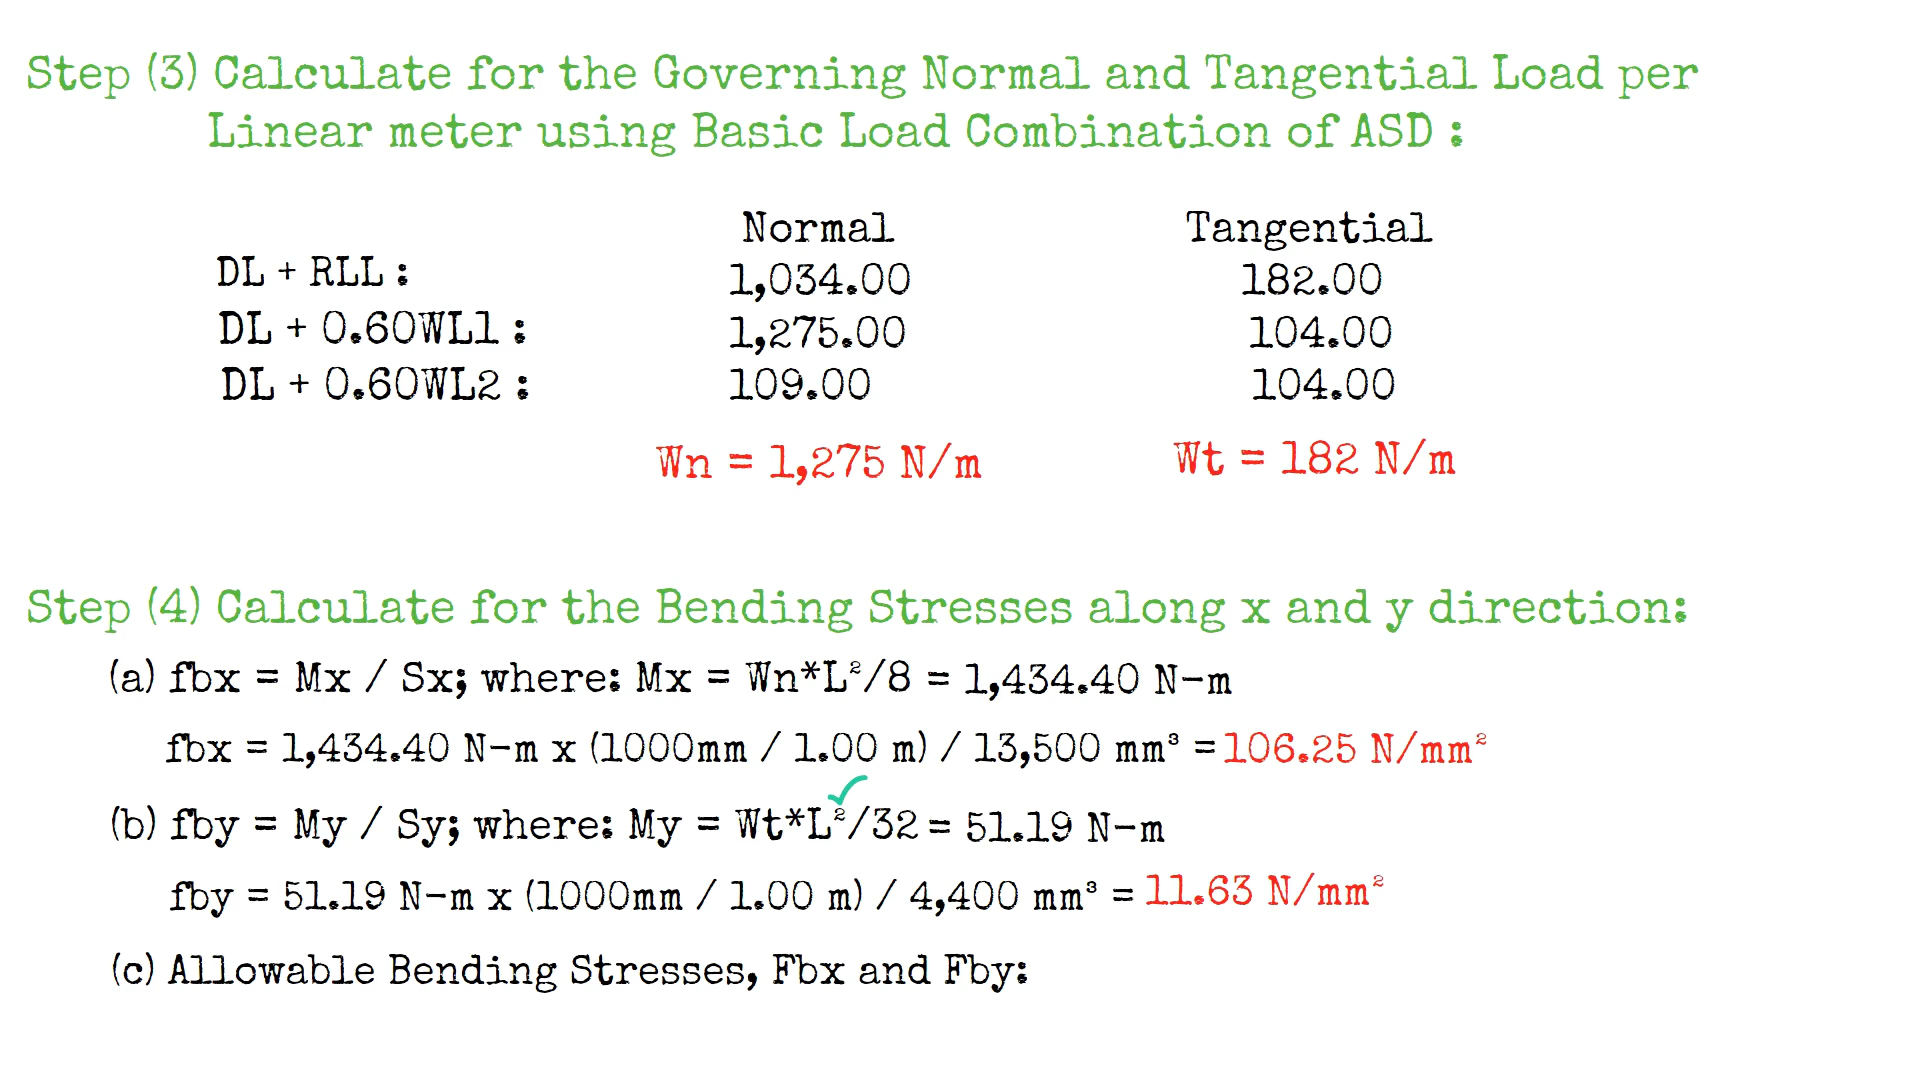 Step (3) Calculate for the Governing Normal and Tangential Load per
Linear meter using Basic Load Combination of ASD :
Normal Tangential
DL + RLL : 1,034.00 182.00
DL + 0.60WL1 : 1,275.00 104.00
DL + 0.60WL2 : 109.00 104.00
Wn = 1,275 N/m Wt = 182 N/m
Step (4) Calculate for the Bending Stresses along x and y direction:
(a) fbx = Mx / Sx; where: Mx = Wn*L²/8 = 1,434.40 N-m
fbx = 1,434.40 N-m x (1000mm / 1.00 m) / 13,500 mm³ = 106.25 N/mm²
(b) fby = My / Sy; where: My = Wt*L²/32 = 51.19 N-m
fby = 51.19 N-m x (1000mm / 1.00 m) / 4,400 mm³ = 11.63 N/mm²
(c) Allowable Bending Stresses, Fbx and Fby: